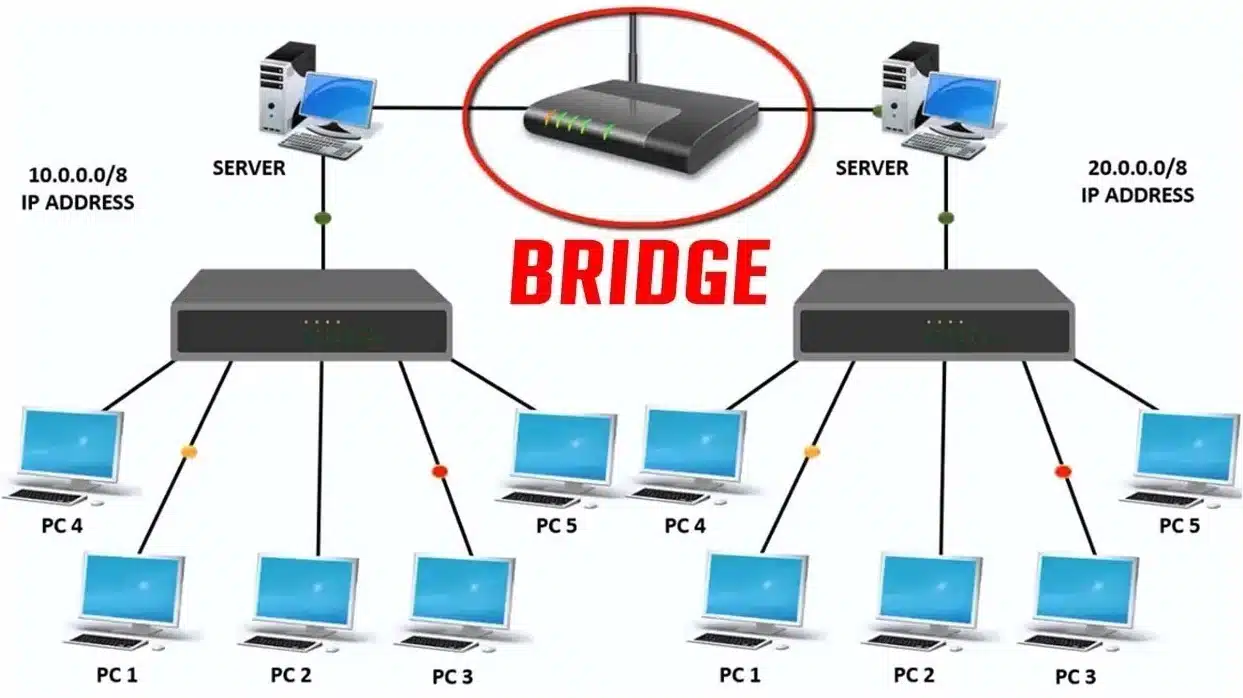 SERVER
SERVER
10.0.0.0/8
IP ADDRESS
20.0.0.0/8
IP ADDRESS
BRIDGE
PC 4
PC 5
PC 4
PC 5
PC 1
PC 2
PC 3
PC 1
PC 2
PC 3